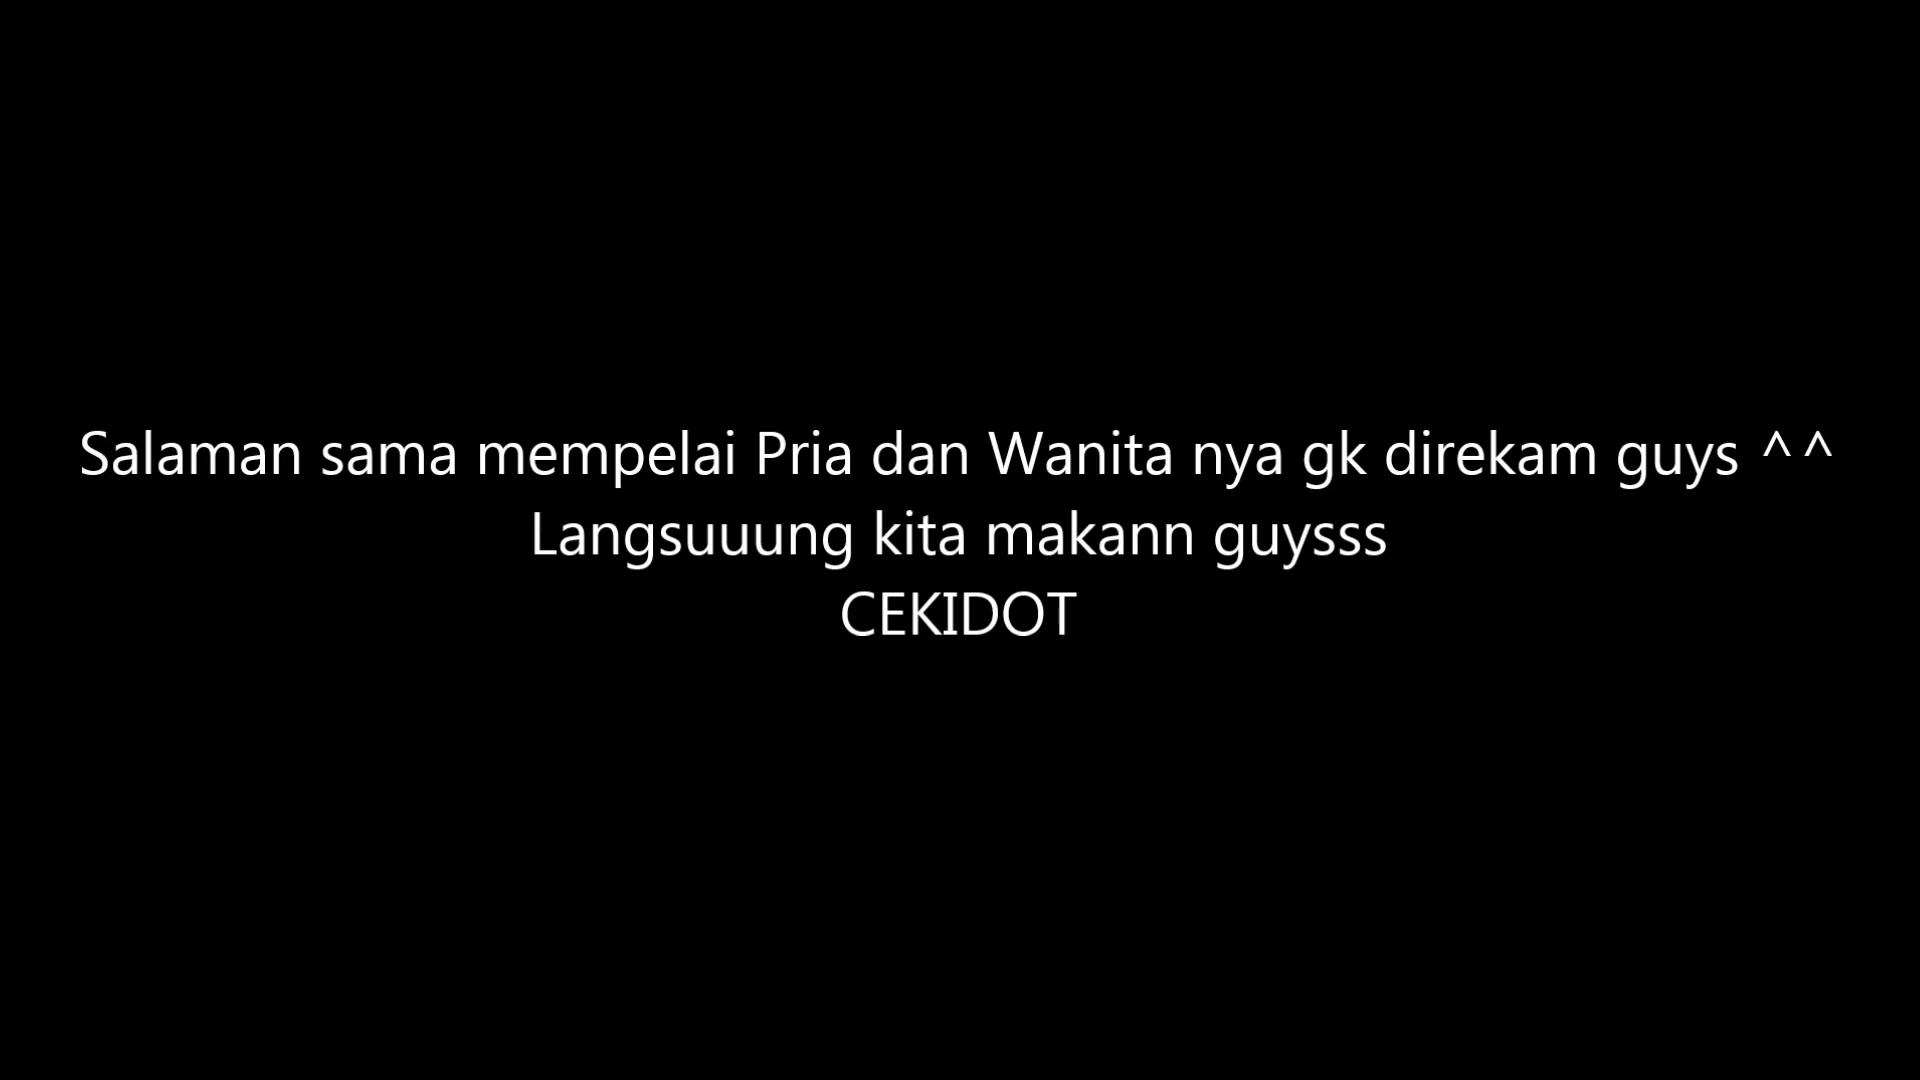 Salaman sama mempelai Pria dan Wanita nya gk direkam guys ^^
Langsuuung kita makann guysss
CEKIDOT